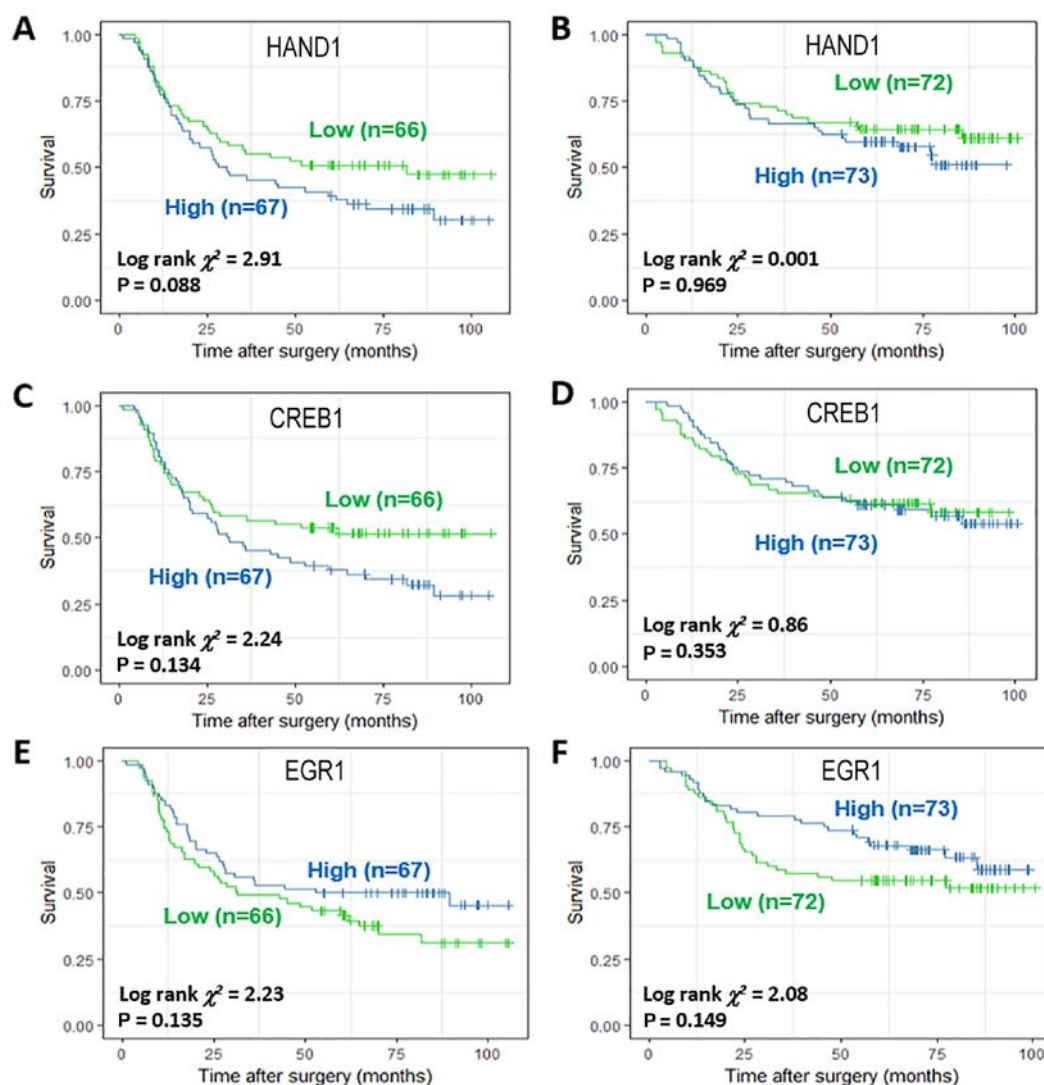 A
HAND1
1.00
0.75
0.50
0.25
0.00
Survival
Low (n=66)
High (n=67)
Log rank χ² = 2.91
P = 0.088
0 25 50 75 100
Time after surgery (months)
B
HAND1
1.00
0.75
0.50
0.25
0.00
Survival
Low (n=72)
High (n=73)
Log rank χ² = 0.001
P = 0.969
0 25 50 75 100
Time after surgery (months)
C
CREB1
1.00
0.75
0.50
0.25
0.00
Survival
Low (n=66)
High (n=67)
Log rank χ² = 2.24
P = 0.134
0 25 50 75 100
Time after surgery (months)
D
CREB1
1.00
0.75
0.50
0.25
0.00
Survival
Low (n=72)
High (n=73)
Log rank χ² = 0.86
P = 0.353
0 25 50 75 100
Time after surgery (months)
E
EGR1
1.00
0.75
0.50
0.25
0.00
Survival
High (n=67)
Low (n=66)
Log rank χ² = 2.23
P = 0.135
0 25 50 75 100
Time after surgery (months)
F
EGR1
1.00
0.75
0.50
0.25
0.00
Survival
High (n=73)
Low (n=72)
Log rank χ² = 2.08
P = 0.149
0 25 50 75 100
Time after surgery (months)